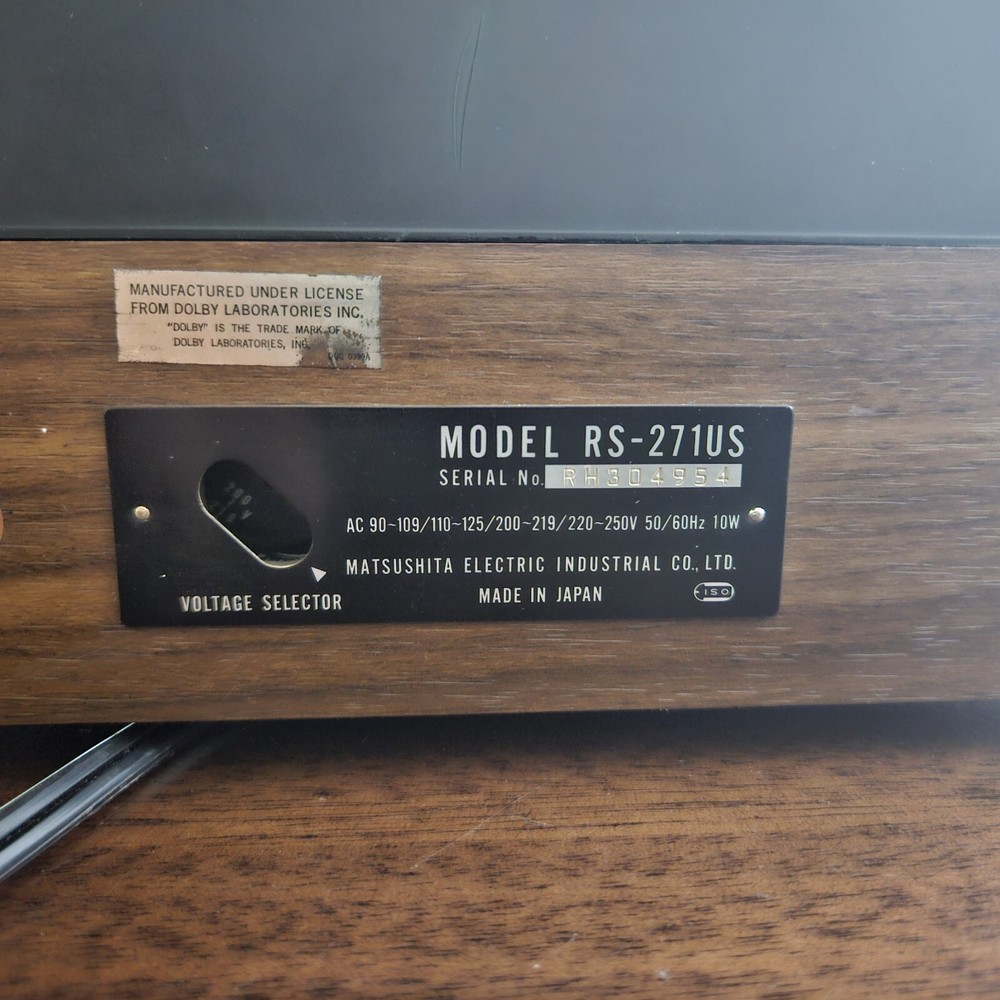 MANUFACTURED UNDER LICENSE
FROM DOLBY LABORATORIES INC.
"DOLBY" IS THE TRADE MARK OF
DOLBY LABORATORIES, INC.
MODEL RS-271US
SERIAL No. RH304954
AC 90~109/110~125/200~219/220~250V 50/60Hz 10W
MATSUSHITA ELECTRIC INDUSTRIAL CO., LTD.
VOLTAGE SELECTOR
MADE IN JAPAN
ISO